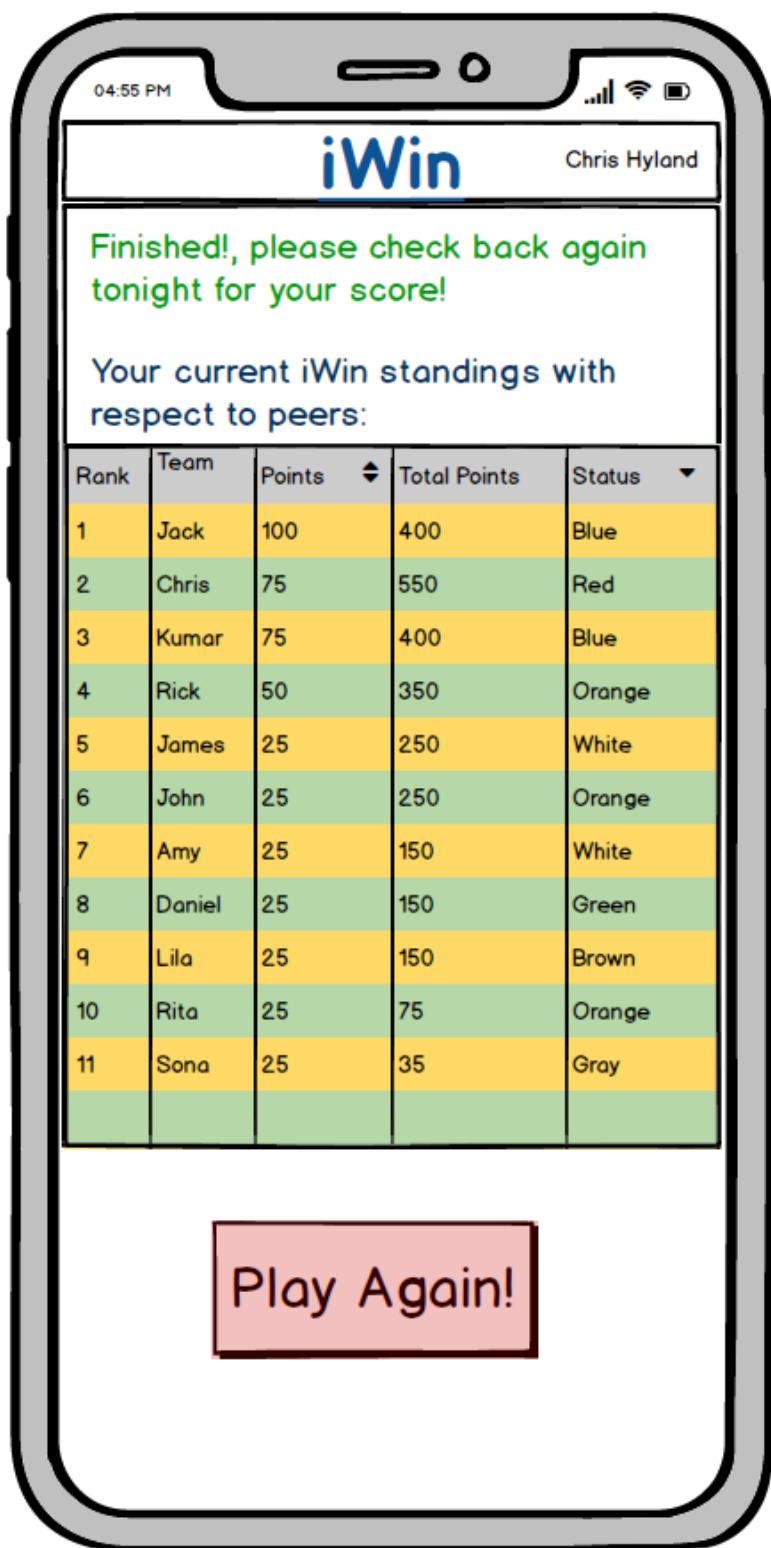 04:55 PM
iWin
Chris Hyland
Finished!, please check back again
tonight for your score!
Your current iWin standings with
respect to peers:
Rank Team Points Total Points Status
1 Jack 100 400 Blue
2 Chris 75 550 Red
3 Kumar 75 400 Blue
4 Rick 50 350 Orange
5 James 25 250 White
6 John 25 250 Orange
7 Amy 25 150 White
8 Daniel 25 150 Green
9 Lila 25 150 Brown
10 Rita 25 75 Orange
11 Sona 25 35 Gray
Play Again!